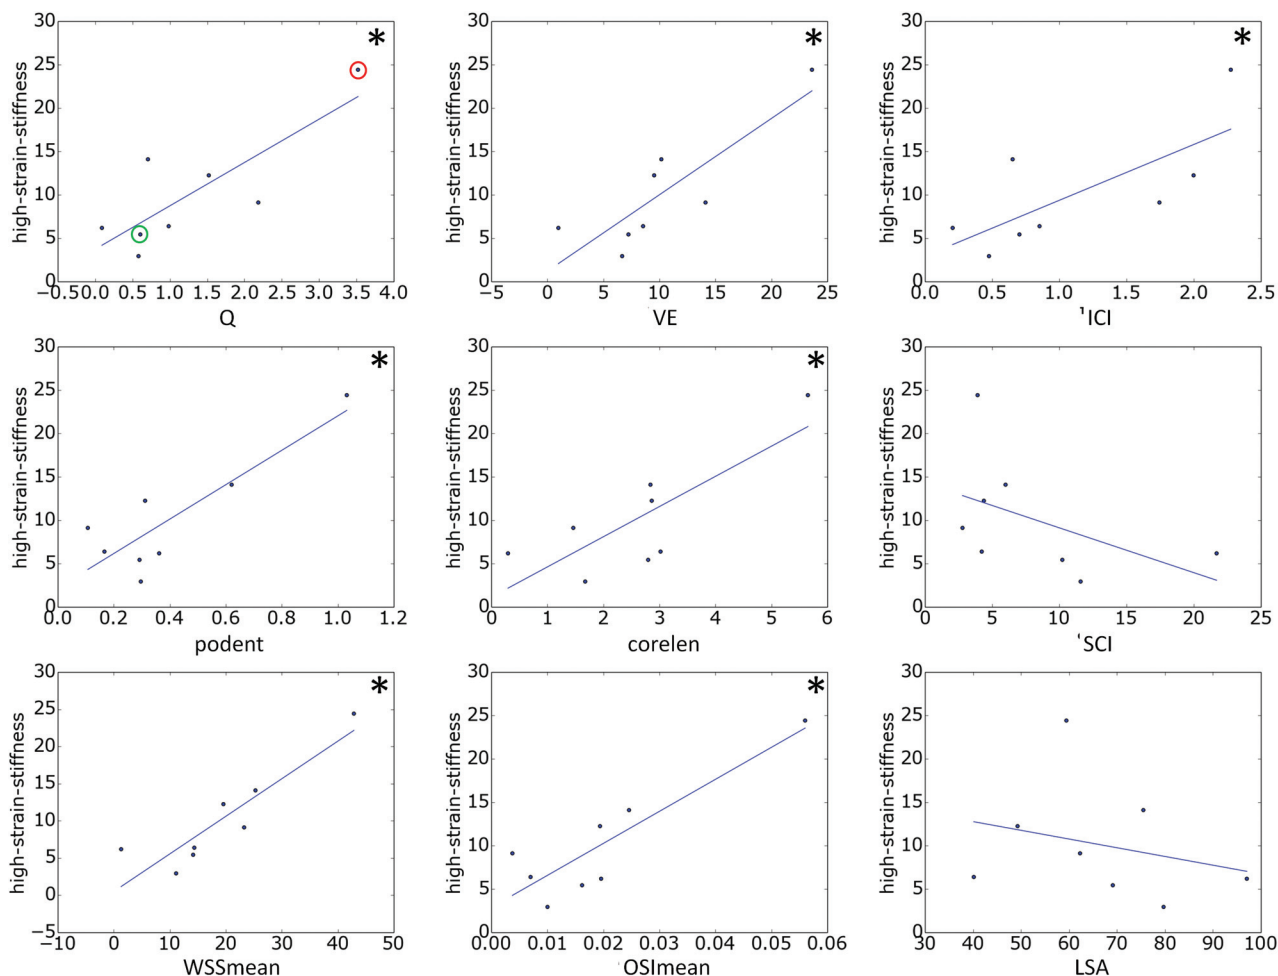 30 * 30 * 30 *
25 25 25
20 20 20
15 15 15
10 10 10
5 5 5
0 0 0
high-strain-stiffness high-strain-stiffness high-strain-stiffness
−0.5 0.0 0.5 1.0 1.5 2.0 2.5 3.0 3.5 4.0 −5 0 5 10 15 20 25 0.0 0.5 1.0 1.5 2.0 2.5
Q VE ICI
30 * 30 * 30
25 25 25
20 20 20
15 15 15
10 10 10
5 5 5
0 0 0
high-strain-stiffness high-strain-stiffness high-strain-stiffness
0.0 0.2 0.4 0.6 0.8 1.0 1.2 0 1 2 3 4 5 6 0 5 10 15 20 25
podent corelen 'SCI
30 * 30 * 30
25 25 25
20 20 20
15 15 15
10 10 10
5 5 5
0 0 0
−5
high-strain-stiffness high-strain-stiffness high-strain-stiffness
−10 0 10 20 30 40 50 0.00 0.01 0.02 0.03 0.04 0.05 0.06 30 40 50 60 70 80 90 100
WSSmean OSImean LSA